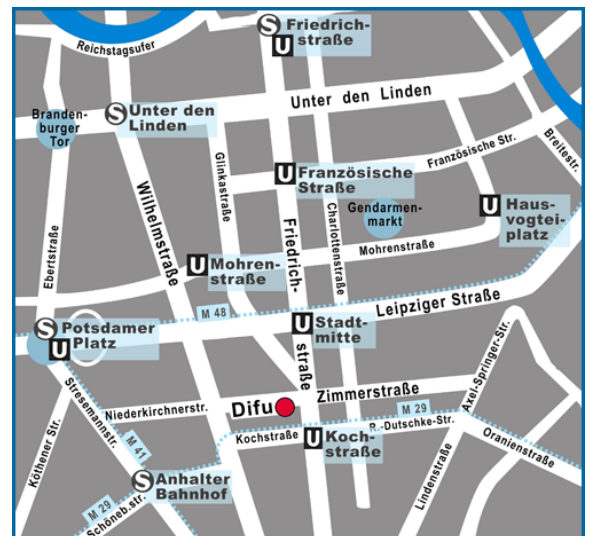 Reichstagsufer
S Friedrich-
U straße
Branden-
burger
Tor
S Unter den
Linden
Unter den Linden
Breitestr.
Glinkastraße
U Französische
Straße
Französische Str.
Wilhelmstraße
Ebertstraße
Friedrich-
straße
Charlottenstraße
Gendarmen-
markt
U Haus-
vogtei-
platz
Mohrenstraße
U Mohren-
straße
M 48
Leipziger Straße
S Potsdamer
U Platz
U Stadt-
mitte
Axel-Springer-Str.
Zimmerstraße
Niederkirchnerstr.
Difu
M 29
Stresemannstr.
Kochstraße
R.-Dutschke-Str.
U Koch-
straße
Oranienstraße
Köthener Str.
M 41
S Anhalter
Bahnhof
Lindenstraße
M 29
Schöneb.str.